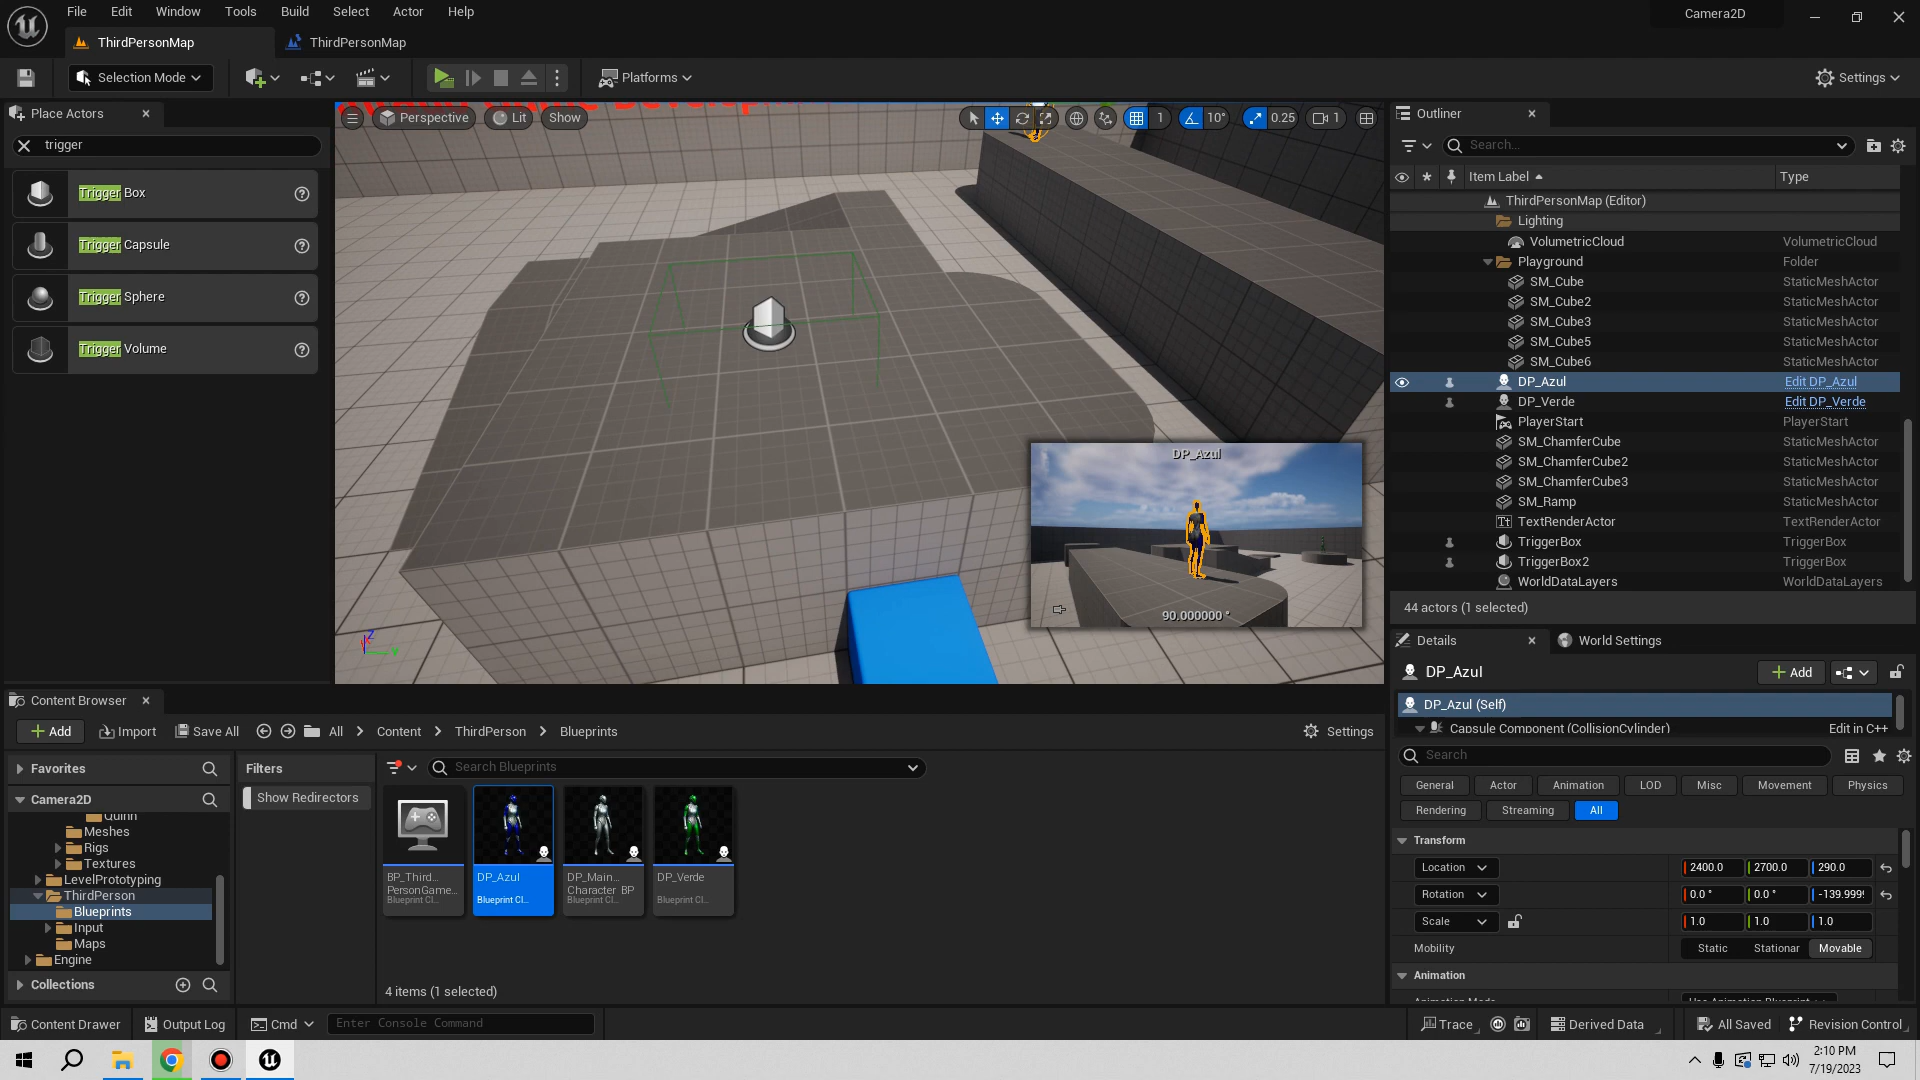 File Edit Window Tools Build Select Actor Help
Camera2D
ThirdPersonMap
ThirdPersonMap
Selection Mode
Platforms
Settings
Place Actors
trigger
Trigger Box
Trigger Capsule
Trigger Sphere
Trigger Volume
Perspective
Lit
Show
1
10°
0.25
1
DP_Azul
90.000000 °
Outliner
Search...
Item Label
Type
ThirdPersonMap (Editor)
Lighting
VolumetricCloud VolumetricCloud
Playground Folder
SM_Cube StaticMeshActor
SM_Cube2 StaticMeshActor
SM_Cube3 StaticMeshActor
SM_Cube5 StaticMeshActor
SM_Cube6 StaticMeshActor
DP_Azul Edit DP_Azul
DP_Verde Edit DP_Verde
PlayerStart PlayerStart
SM_ChamferCube StaticMeshActor
SM_ChamferCube2 StaticMeshActor
SM_ChamferCube3 StaticMeshActor
SM_Ramp StaticMeshActor
TextRenderActor TextRenderActor
TriggerBox TriggerBox
TriggerBox2 TriggerBox
WorldDataLayers WorldDataLayers
44 actors (1 selected)
Details
World Settings
DP_Azul
Add
DP_Azul (Self)
Capsule Component (CollisionCylinder) Edit in C++
Search
General Actor Animation LOD Misc Movement Physics
Rendering Streaming All
Transform
Location 2400.0 2700.0 290.0
Rotation 0.0 ° 0.0 ° -139.999
Scale 1.0 1.0 1.0
Mobility Static Stationar Movable
Animation
Content Browser
Add
Import
Save All
All
Content
ThirdPerson
Blueprints
Settings
Favorites
Camera2D
Quinn
Meshes
Rigs
Textures
LevelPrototyping
ThirdPerson
Blueprints
Input
Maps
Engine
Collections
Filters
Show Redirectors
Search Blueprints
BP_Third...
PersonGame...
Blueprint Cl...
DP_Azul
Blueprint Cl...
DP_Main...
Character_BP
Blueprint Cl...
DP_Verde
Blueprint Cl...
4 items (1 selected)
Content Drawer
Output Log
Cmd
Enter Console Command
Trace
Derived Data
All Saved
Revision Control
2:10 PM
7/19/2023